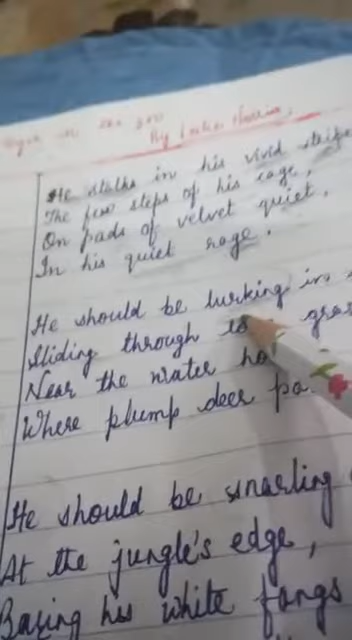 By Leslie Norris
He stalks in his vivid stripes
The few steps of his cage,
On pads of velvet quiet,
In his quiet rage.
He should be lurking in
Sliding through
Near the water
Where plump deer
He should be snarling
At the jungle's edge,
Baring his white fangs